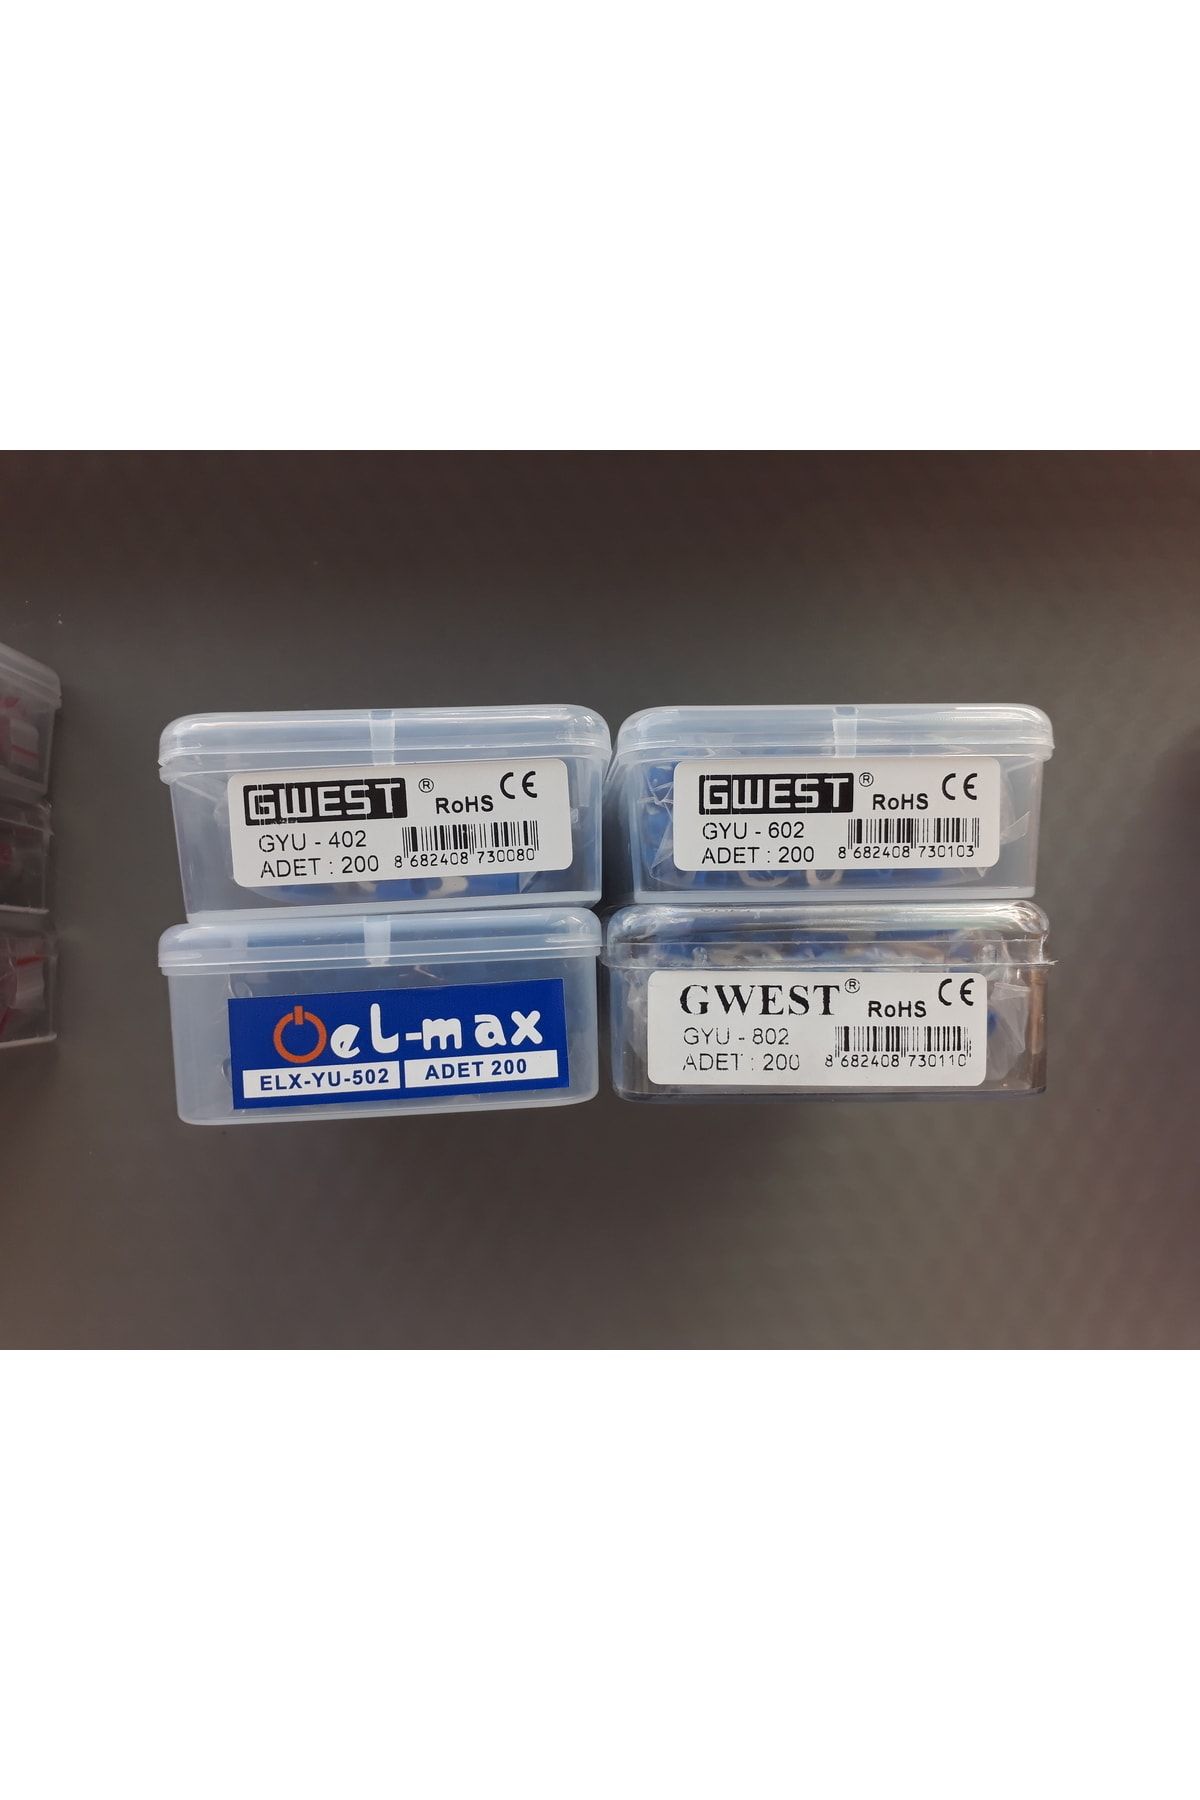 GWEST ® RoHS CE
GYU - 402
ADET : 200
8 682408 730080
GWEST ® RoHS CE
GYU - 602
ADET : 200
8 682408 730103
el-max
ELX-YU-502 ADET 200
GWEST ® RoHS CE
GYU - 802
ADET : 200
8 682408 730110